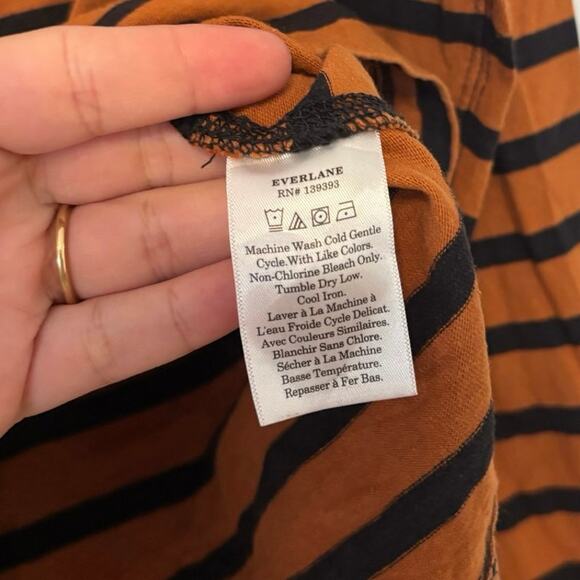 EVERLANE
RN# 139393
Machine Wash Cold Gentle
Cycle.With Like Colors.
Non-Chlorine Bleach Only.
Tumble Dry Low.
Cool Iron.
Laver à La Machine à
L'eau Froide Cycle Delicat.
Avec Couleurs Similaires.
Blanchir Sans Chlore.
Sécher à La Machine
Basse Température.
Repasser à Fer Bas.